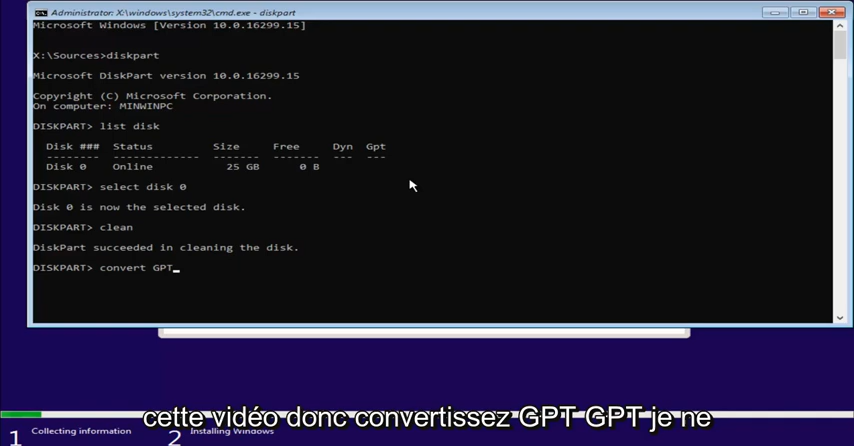 Administrator: X:\windows\system32\cmd.exe - diskpart
Microsoft Windows [Version 10.0.16299.15]
X:\Sources>diskpart
Microsoft DiskPart version 10.0.16299.15
Copyright (C) Microsoft Corporation.
On computer: MINWINPC
DISKPART> list disk
Disk ### Status Size Free Dyn Gpt
-------- ------------- ------- ------- --- ---
Disk 0 Online 25 GB 0 B
DISKPART> select disk 0
Disk 0 is now the selected disk.
DISKPART> clean
DiskPart succeeded in cleaning the disk.
DISKPART> convert GPT_
cette vidéo donc convertissez GPT GPT je ne
1 Collecting information 2 Installing Windows